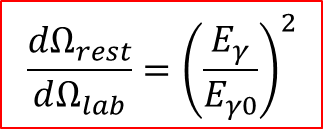 dΩ_rest / dΩ_lab = (E_γ / E_γ0)²